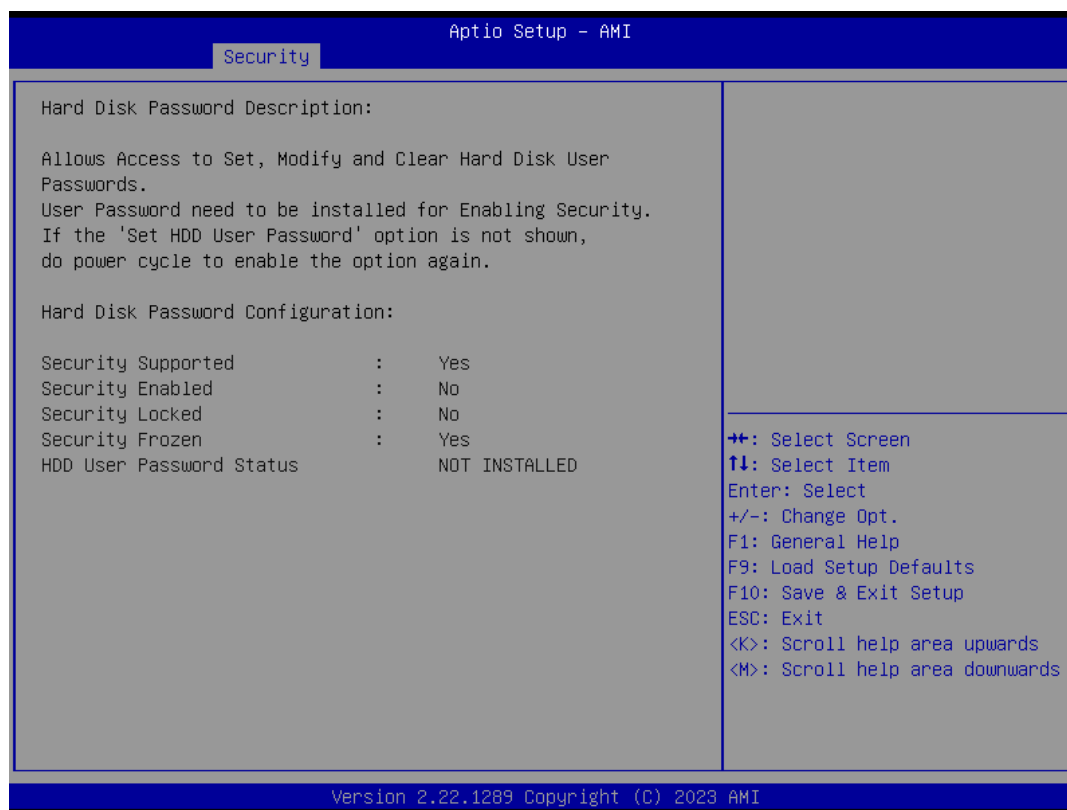 Aptio Setup – AMI
Security
Hard Disk Password Description:
Allows Access to Set, Modify and Clear Hard Disk User
Passwords.
User Password need to be installed for Enabling Security.
If the 'Set HDD User Password' option is not shown,
do power cycle to enable the option again.
Hard Disk Password Configuration:
Security Supported : Yes
Security Enabled : No
Security Locked : No
Security Frozen : Yes
HDD User Password Status NOT INSTALLED
→←: Select Screen
↑↓: Select Item
Enter: Select
+/-: Change Opt.
F1: General Help
F9: Load Setup Defaults
F10: Save & Exit Setup
ESC: Exit
<K>: Scroll help area upwards
<M>: Scroll help area downwards
Version 2.22.1289 Copyright (C) 2023 AMI